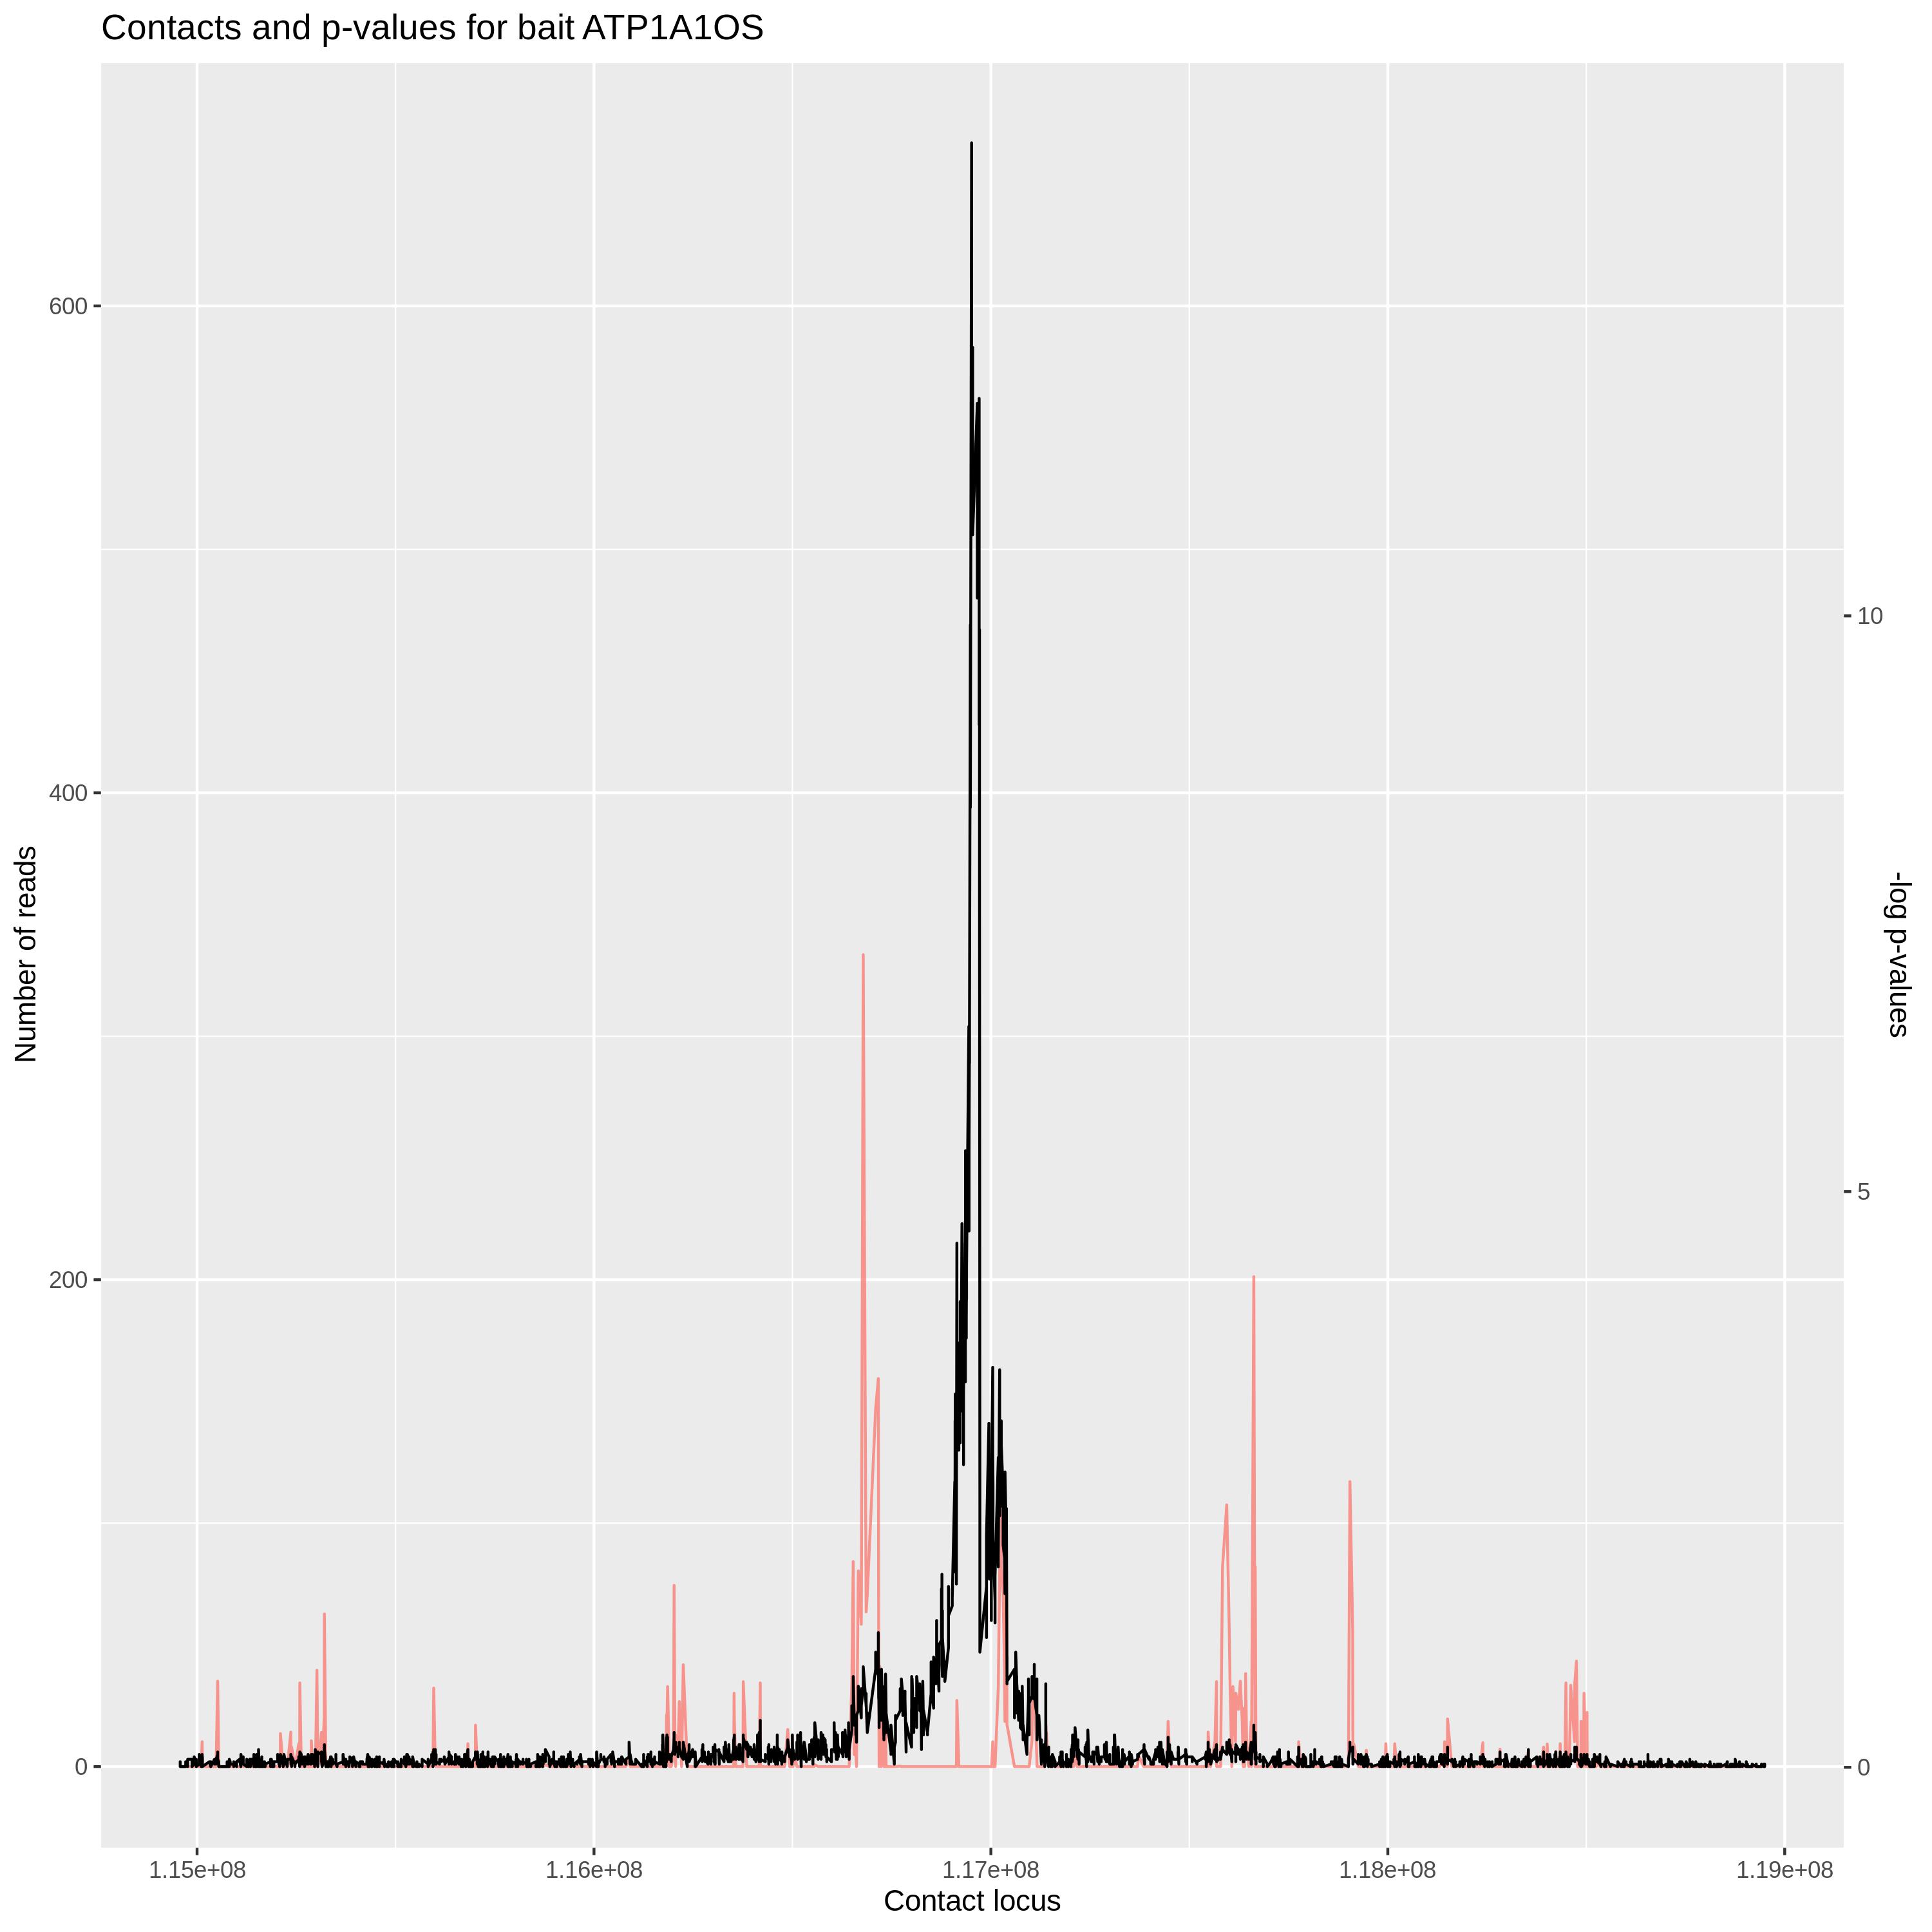 Contacts and p-values for bait ATP1A1OS
Number of reads
600
400
200
0
10
5
0
-log p-values
1.15e+08 1.16e+08 1.17e+08 1.18e+08 1.19e+08
Contact locus